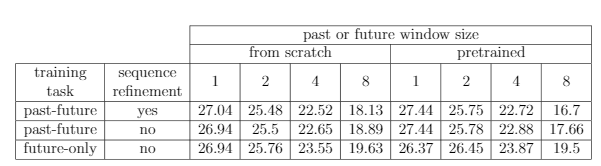 past or future window size
from scratch pretrained
training task sequence refinement 1 2 4 8 1 2 4 8
past-future yes 27.04 25.48 22.52 18.13 27.44 25.75 22.72 16.7
past-future no 26.94 25.5 22.65 18.89 27.44 25.78 22.88 17.66
future-only no 26.94 25.76 23.55 19.63 26.37 26.45 23.87 19.5